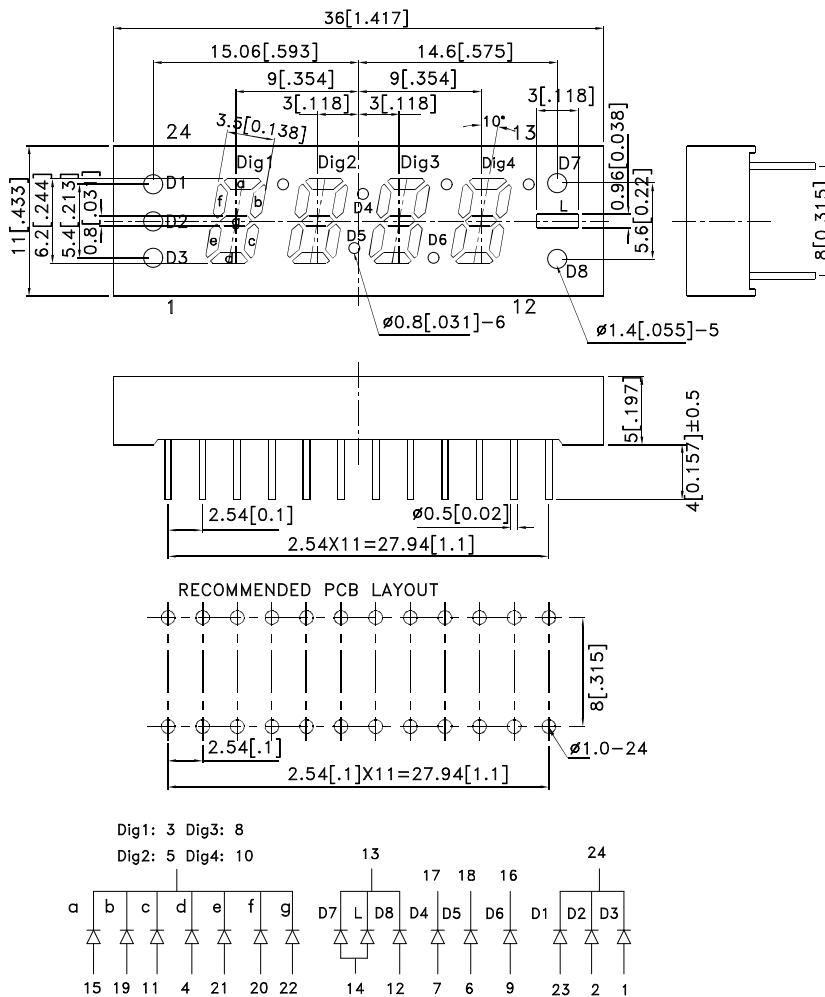 36[1.417]
15.06[.593]
14.6[.575]
9[.354]
9[.354]
3[.118]
3[.118]
3[.118]
3.5[0.138]
10°
24
13
0.96[0.038]
Dig1
Dig2
Dig3
Dig4
D7
D1
a
f
b
D4
L
D2
g
D5
D6
e
c
D3
d
D8
11[.433]
6.2[.244]
5.4[.213]
0.8[.031]
5.6[0.22]
8[0.315]
1
12
ø0.8[.031]-6
ø1.4[.055]-5
5[.197]
4[0.157]±0.5
2.54[0.1]
ø0.5[0.02]
2.54X11=27.94[1.1]
RECOMMENDED PCB LAYOUT
8[.315]
2.54[.1]
ø1.0-24
2.54[.1]X11=27.94[1.1]
Dig1: 3 Dig3: 8
Dig2: 5 Dig4: 10
13
24
17 18 16
a b c d e f g
D7 L D8 D4 D5 D6 D1 D2 D3
15 19 11 4 21 20 22 14 12 7 6 9 23 2 1